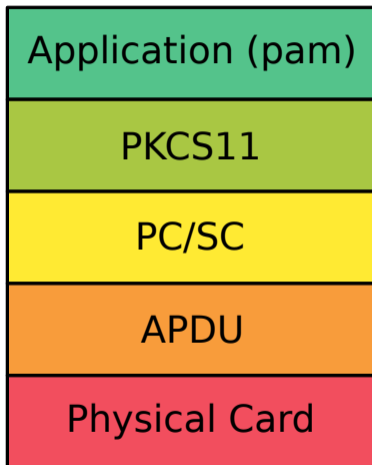 Application (pam)
PKCS11
PC/SC
APDU
Physical Card